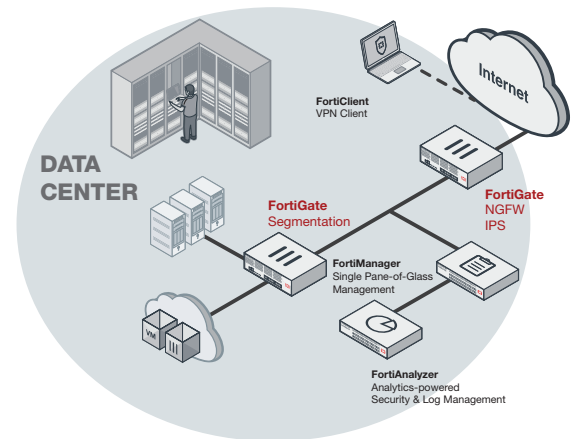 Internet
FortiClient
VPN Client
DATA
CENTER
FortiGate
NGFW
IPS
FortiGate
Segmentation
FortiManager
Single Pane-of-Glass
Management
VM
FortiAnalyzer
Analytics-powered
Security & Log Management